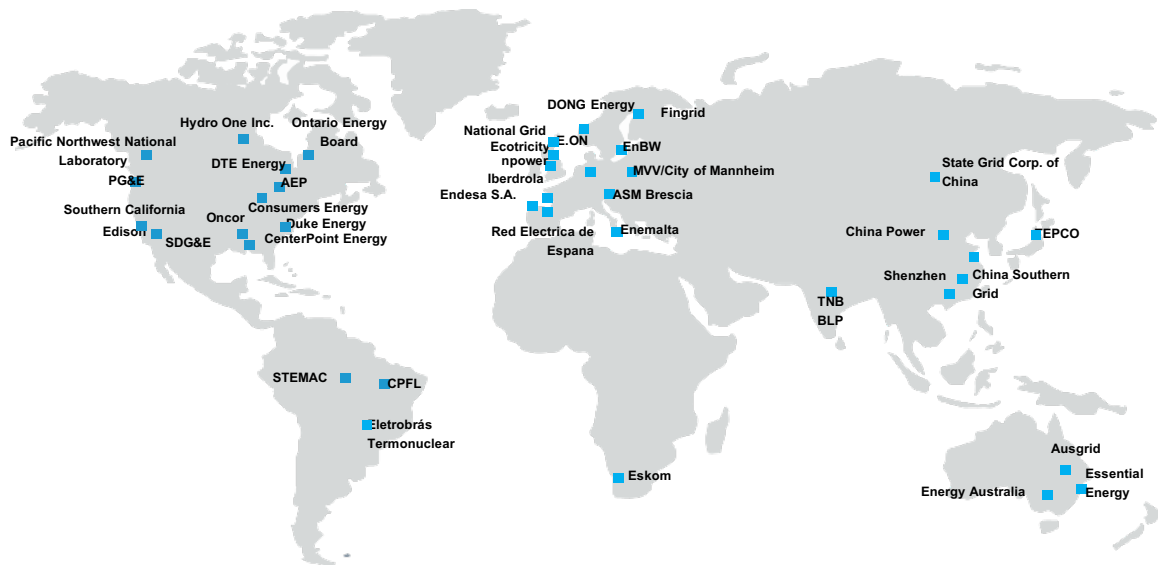 Hydro One Inc.
Ontario Energy
Board
Pacific Northwest National
Laboratory
DTE Energy
PG&E
AEP
Consumers Energy
Southern California
Edison
Oncor
Duke Energy
SDG&E
CenterPoint Energy
STEMAC
CPFL
Eletrobrás
Termonuclear
DONG Energy
Fingrid
National Grid
E.ON
Ecotricity
EnBW
npower
MVV/City of Mannheim
Iberdrola
Endesa S.A.
ASM Brescia
Red Electrica de
Espana
Enemalta
Eskom
State Grid Corp. of
China
China Power
TEPCO
Shenzhen
China Southern
Grid
TNB
BLP
Ausgrid
Essential
Energy
Energy Australia